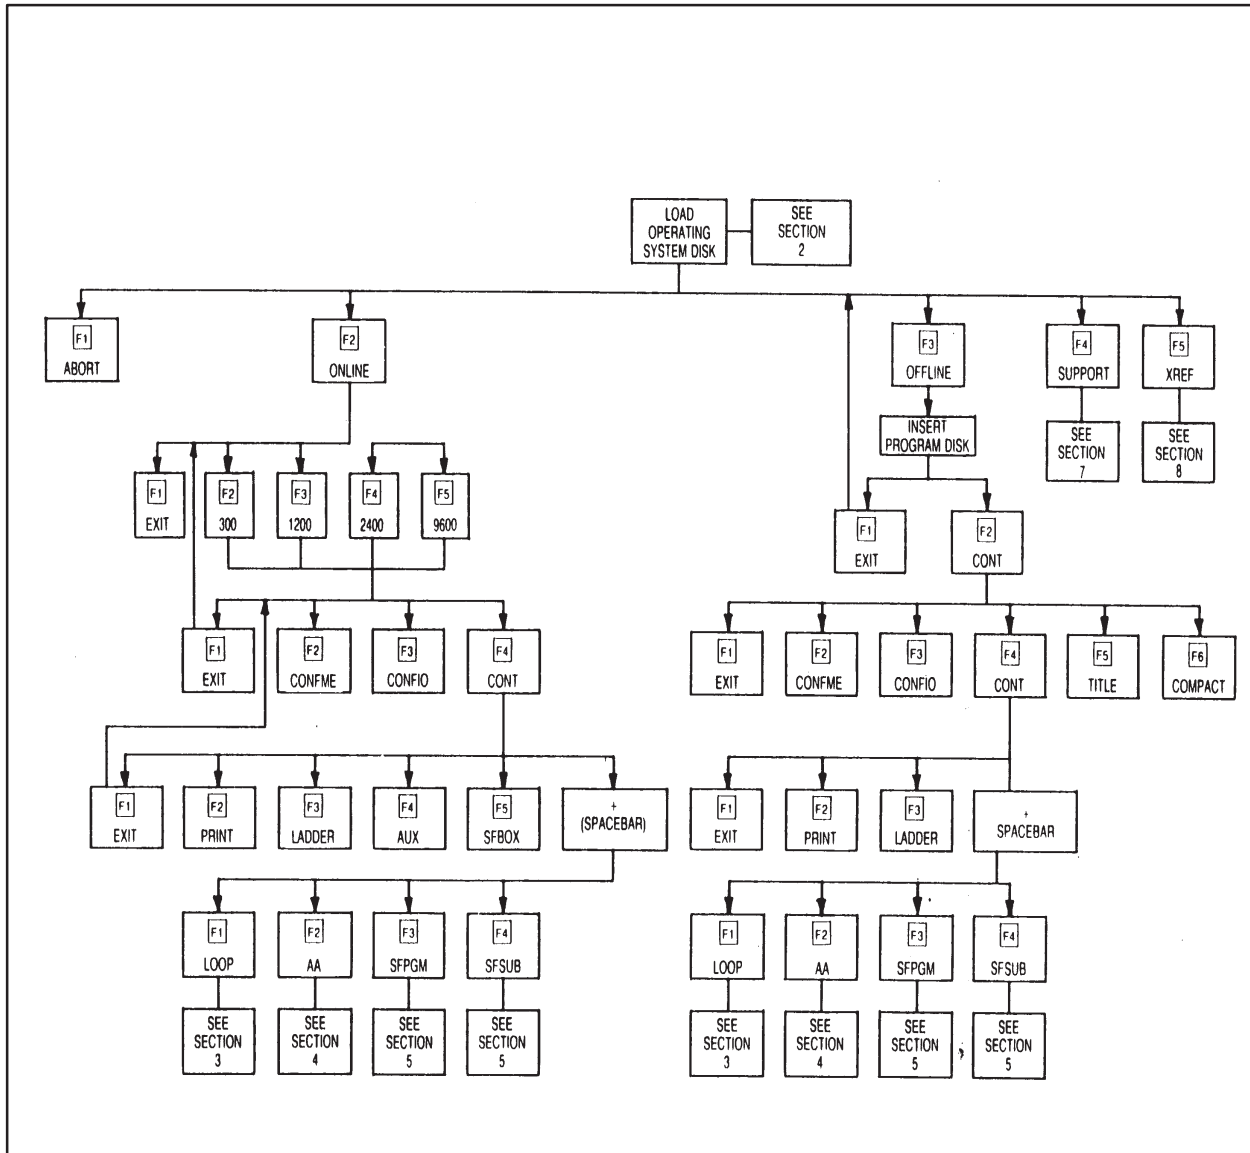 LOAD
OPERATING
SYSTEM DISK
SEE
SECTION
2
F1
ABORT
F2
ONLINE
F3
OFFLINE
F4
SUPPORT
F5
XREF
INSERT
PROGRAM DISK
SEE
SECTION
7
SEE
SECTION
8
F1
EXIT
F2
300
F3
1200
F4
2400
F5
9600
F1
EXIT
F2
CONT
F1
EXIT
F2
CONFME
F3
CONFIO
F4
CONT
F1
EXIT
F2
CONFME
F3
CONFIO
F4
CONT
F5
TITLE
F6
COMPACT
F1
EXIT
F2
PRINT
F3
LADDER
F4
AUX
F5
SFBOX
+
(SPACEBAR)
F1
EXIT
F2
PRINT
F3
LADDER
+
SPACEBAR
F1
LOOP
F2
AA
F3
SFPGM
F4
SFSUB
F1
LOOP
F2
AA
F3
SFPGM
F4
SFSUB
SEE
SECTION
3
SEE
SECTION
4
SEE
SECTION
5
SEE
SECTION
5
SEE
SECTION
3
SEE
SECTION
4
SEE
SECTION
5
SEE
SECTION
5